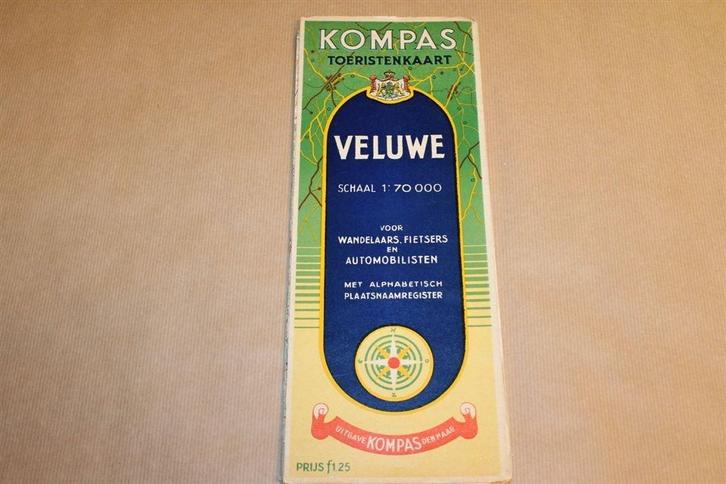 KOMPAS
TOERISTENKAART
VELUWE
SCHAAL 1:70 000
VOOR
WANDELAARS, FIETSERS
EN
AUTOMOBILISTEN
MET ALPHABETISCH
PLAATSNAAMREGISTER
UITGAVE KOMPAS DEN HAAG
PRIJS f1.25